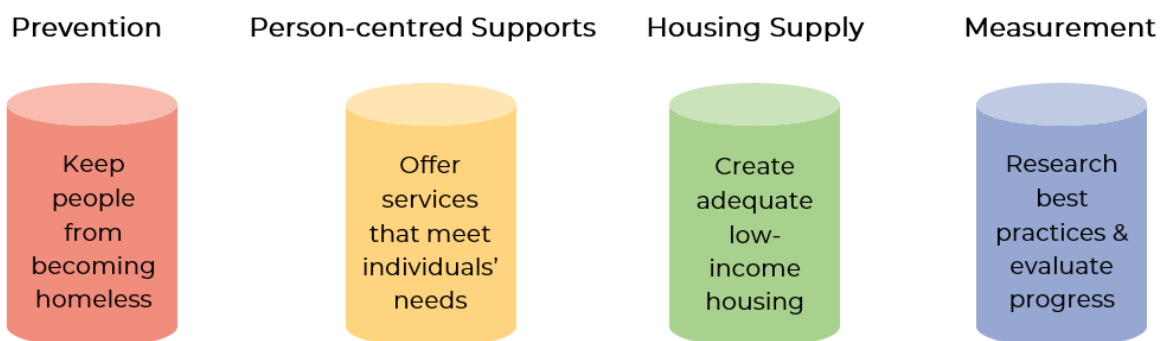 Prevention
Person-centred Supports
Housing Supply
Measurement
Keep
people
from
becoming
homeless
Offer
services
that meet
individuals’
needs
Create
adequate
low-
income
housing
Research
best
practices &
evaluate
progress